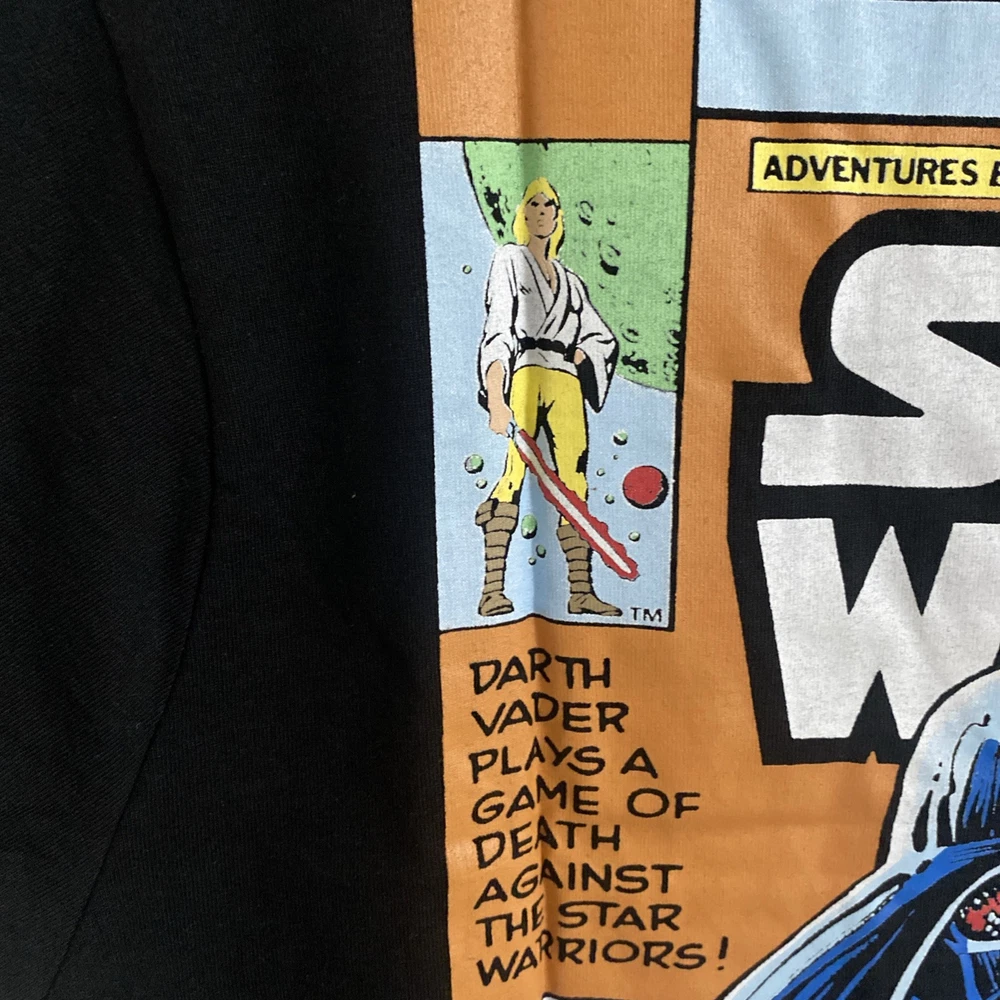 ADVENTURES
S
W
TM
DARTH
VADER
PLAYS A
GAME OF
DEATH
AGAINST
THE STAR
WARRIORS!